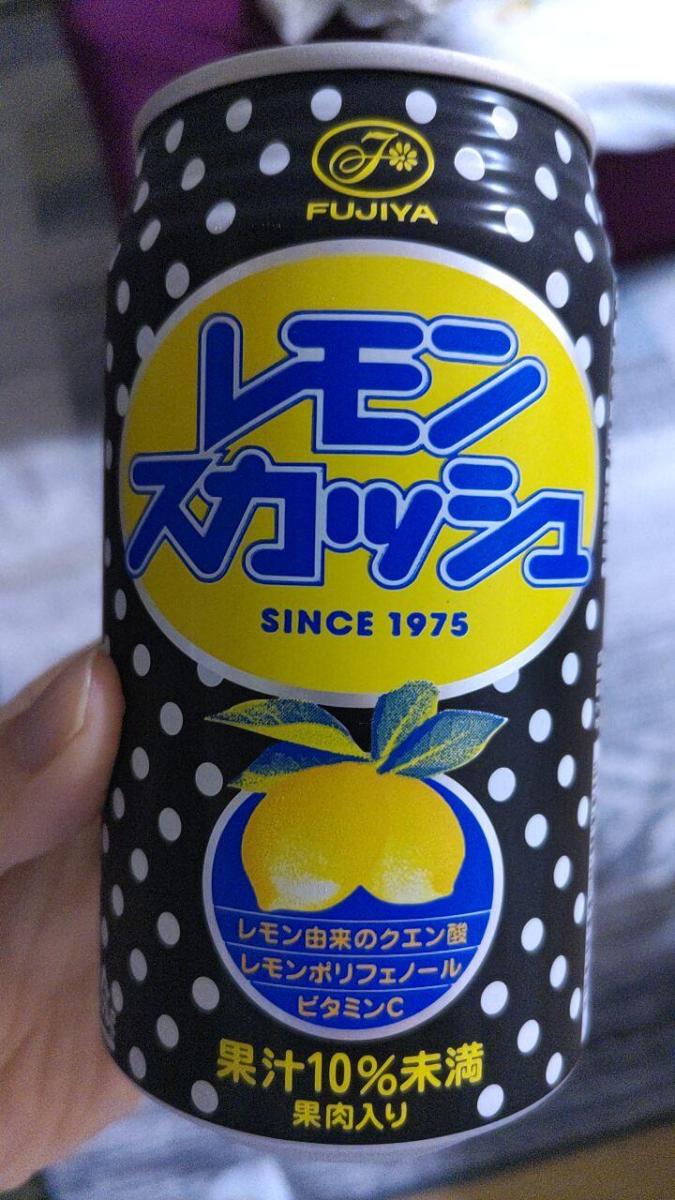 FUJIYA
レモン
スカッシュ
SINCE 1975
レモン由来のクエン酸
レモンポリフェノール
ビタミンC
果汁10%未満
果肉入り